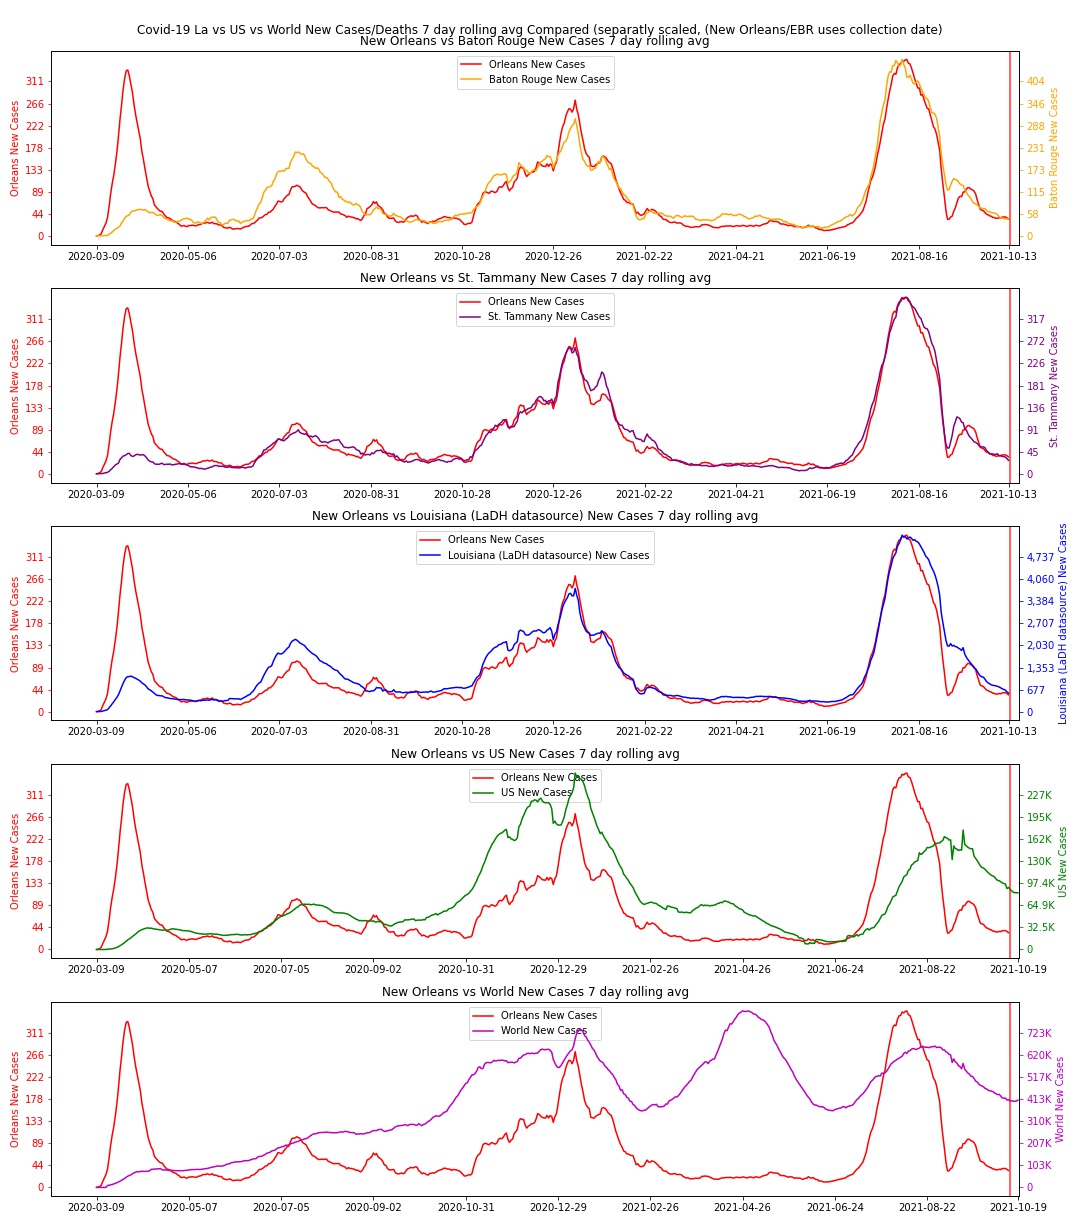 Covid-19 La vs US vs World New Cases/Deaths 7 day rolling avg Compared (separatly scaled, (New Orleans/EBR uses collection date)
New Orleans vs Baton Rouge New Cases 7 day rolling avg
Orleans New Cases
Baton Rouge New Cases
311 266 222 178 133 89 44 0
Orleans New Cases
404 346 288 231 173 115 58 0
Baton Rouge New Cases
2020-03-09 2020-05-06 2020-07-03 2020-08-31 2020-10-28 2020-12-26 2021-02-22 2021-04-21 2021-06-19 2021-08-16 2021-10-13
New Orleans vs St. Tammany New Cases 7 day rolling avg
Orleans New Cases
St. Tammany New Cases
311 266 222 178 133 89 44 0
Orleans New Cases
317 272 226 181 136 91 45 0
St. Tammany New Cases
2020-03-09 2020-05-06 2020-07-03 2020-08-31 2020-10-28 2020-12-26 2021-02-22 2021-04-21 2021-06-19 2021-08-16 2021-10-13
New Orleans vs Louisiana (LaDH datasource) New Cases 7 day rolling avg
Orleans New Cases
Louisiana (LaDH datasource) New Cases
311 266 222 178 133 89 44 0
Orleans New Cases
4,737 4,060 3,384 2,707 2,030 1,353 677 0
Louisiana (LaDH datasource) New Cases
2020-03-09 2020-05-06 2020-07-03 2020-08-31 2020-10-28 2020-12-26 2021-02-22 2021-04-21 2021-06-19 2021-08-16 2021-10-13
New Orleans vs US New Cases 7 day rolling avg
Orleans New Cases
US New Cases
311 266 222 178 133 89 44 0
Orleans New Cases
227K 195K 162K 130K 97.4K 64.9K 32.5K 0
US New Cases
2020-03-09 2020-05-07 2020-07-05 2020-09-02 2020-10-31 2020-12-29 2021-02-26 2021-04-26 2021-06-24 2021-08-22 2021-10-19
New Orleans vs World New Cases 7 day rolling avg
Orleans New Cases
World New Cases
311 266 222 178 133 89 44 0
Orleans New Cases
723K 620K 517K 413K 310K 207K 103K 0
World New Cases
2020-03-09 2020-05-07 2020-07-05 2020-09-02 2020-10-31 2020-12-29 2021-02-26 2021-04-26 2021-06-24 2021-08-22 2021-10-19